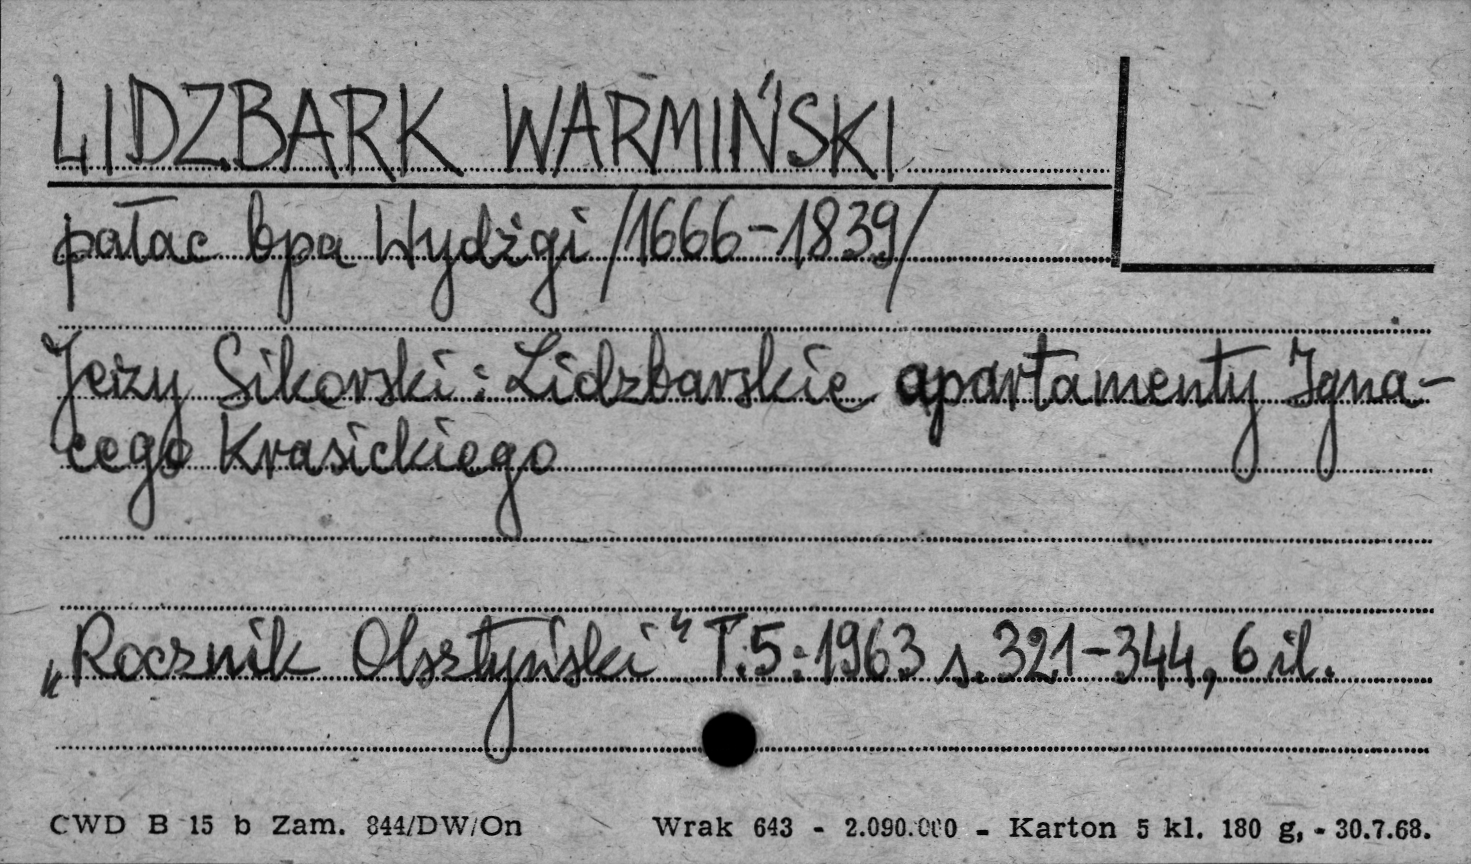 LIDZBARK WARMIŃSKI
pałac bpa Wydżgi /1666-1839/
Jerzy Sikorski: Lidzbarskie apartamenty Igna-
cego Krasickiego
„Rocznik Olsztyński" T.5:1963 s. 321-344, 6 il.
CWD B 15 b Zam. 844/DW/On Wrak 643 - 2.090.000 - Karton 5 kl. 180 g, - 30.7.68.